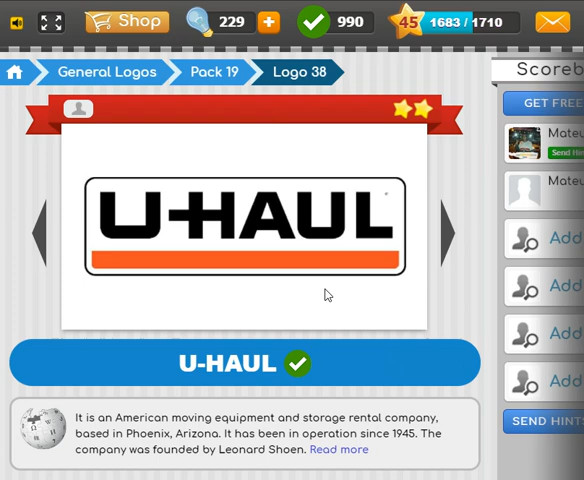 Shop
229
990
45
1683 / 1710
General Logos
Pack 19
Logo 38
Scoreb
GET FREE
U-HAUL
Mateu
Send Hin
Mateu
Add
Add
Add
Add
U-HAUL
SEND HINTS
It is an American moving equipment and storage rental company,
based in Phoenix, Arizona. It has been in operation since 1945. The
company was founded by Leonard Shoen. Read more